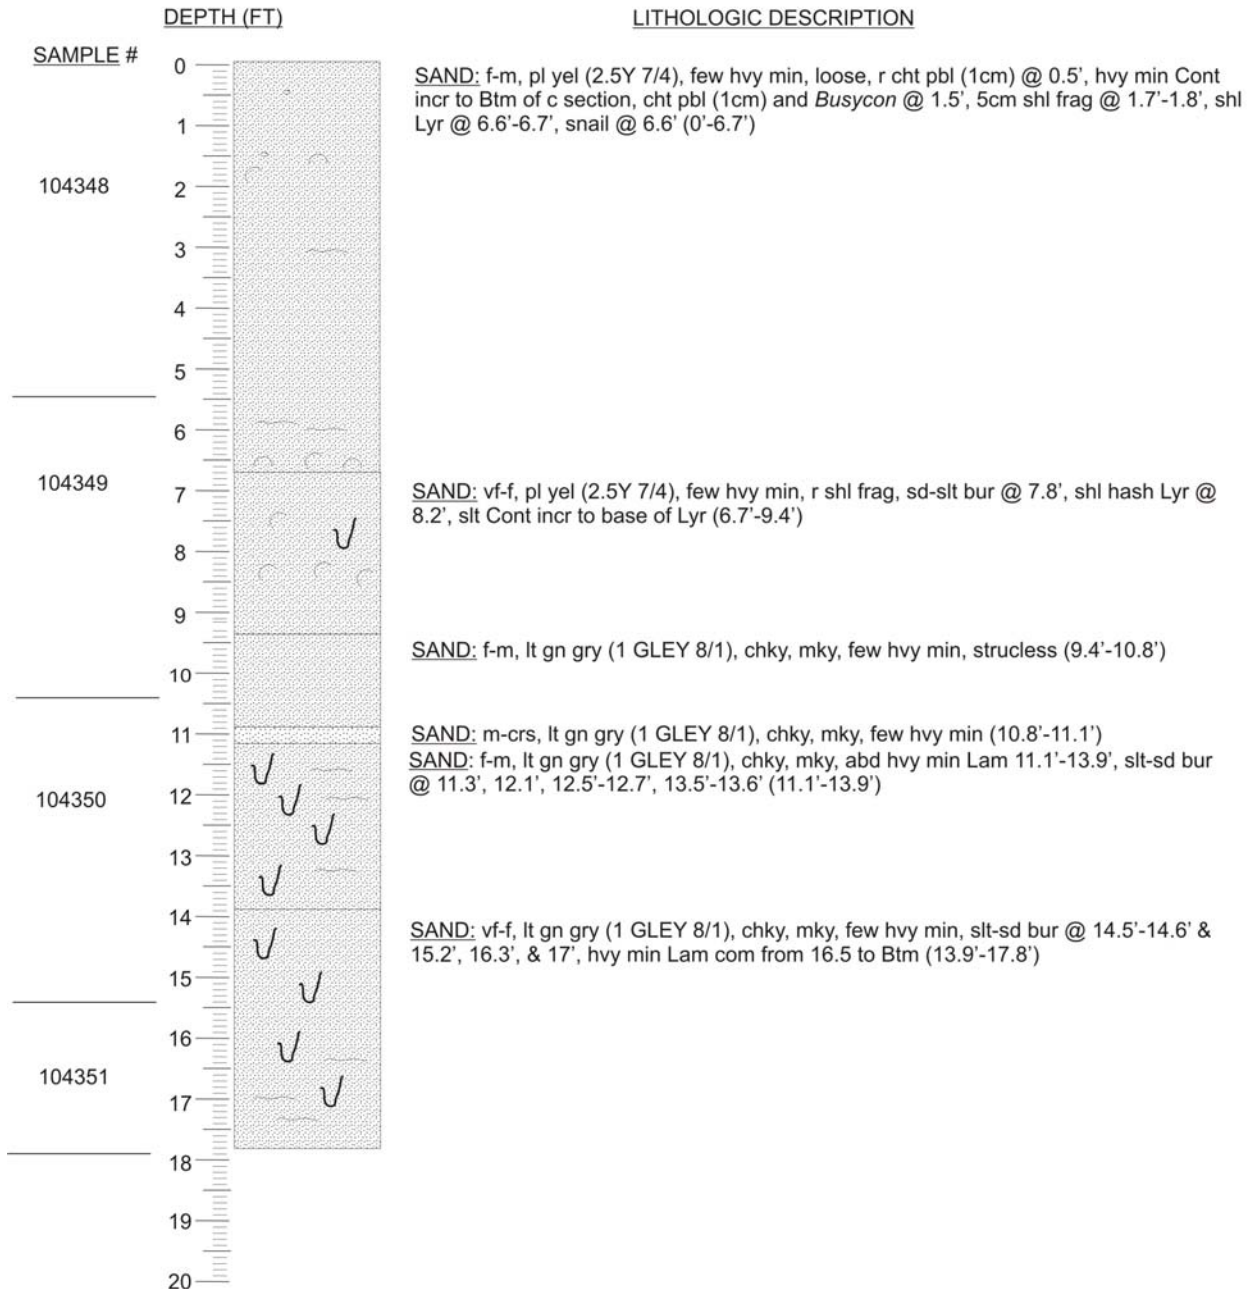 DEPTH (FT)
LITHOLOGIC DESCRIPTION
SAMPLE #
0
SAND: f-m, pl yel (2.5Y 7/4), few hvy min, loose, r cht pbl (1cm) @ 0.5’, hvy min Cont
incr to Btm of c section, cht pbl (1cm) and Busycon @ 1.5’, 5cm shl frag @ 1.7’-1.8’, shl
Lyr @ 6.6’-6.7’, snail @ 6.6’ (0’-6.7’)
1
104348
2
3
4
5
6
104349
7
SAND: vf-f, pl yel (2.5Y 7/4), few hvy min, r shl frag, sd-slt bur @ 7.8’, shl hash Lyr @
8.2’, slt Cont incr to base of Lyr (6.7’-9.4’)
8
9
SAND: f-m, lt gn gry (1 GLEY 8/1), chky, mky, few hvy min, strucless (9.4’-10.8’)
10
11
SAND: m-crs, lt gn gry (1 GLEY 8/1), chky, mky, few hvy min (10.8’-11.1’)
SAND: f-m, lt gn gry (1 GLEY 8/1), chky, mky, abd hvy min Lam 11.1’-13.9’, slt-sd bur
@ 11.3’, 12.1’, 12.5’-12.7’, 13.5’-13.6’ (11.1’-13.9’)
104350
12
13
14
SAND: vf-f, lt gn gry (1 GLEY 8/1), chky, mky, few hvy min, slt-sd bur @ 14.5’-14.6’ &
15.2’, 16.3’, & 17’, hvy min Lam com from 16.5 to Btm (13.9’-17.8’)
15
16
104351
17
18
19
20